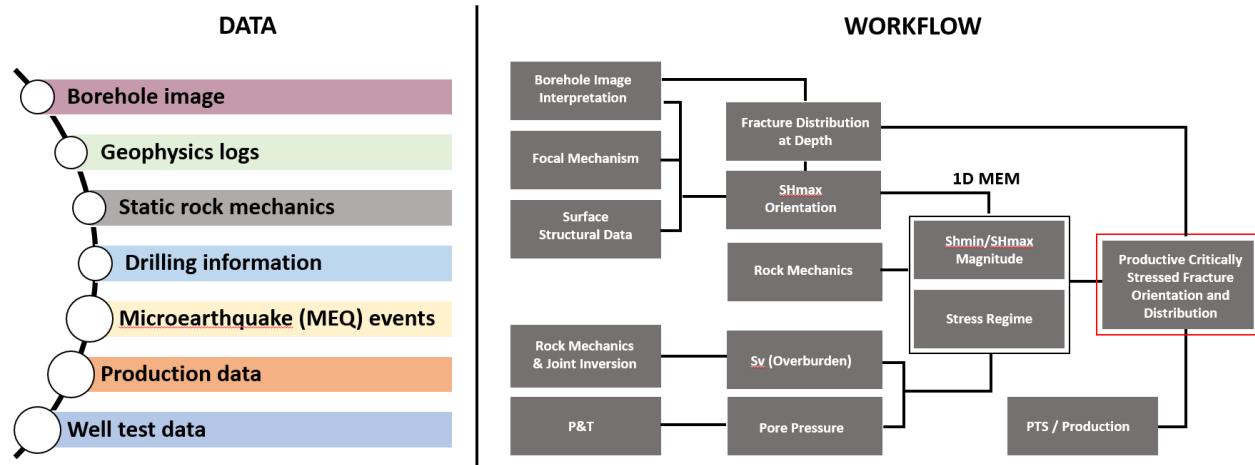 DATA
Borehole image
Geophysics logs
Static rock mechanics
Drilling information
Microearthquake (MEQ) events
Production data
Well test data
WORKFLOW
Borehole Image
Interpretation
Focal Mechanism
Surface
Structural Data
Fracture Distribution
at Depth
SHmax
Orientation
Rock Mechanics
1D MEM
Shmin/SHmax
Magnitude
Stress Regime
Productive Critically
Stressed Fracture
Orientation and
Distribution
Rock Mechanics
& Joint Inversion
Sv (Overburden)
P&T
Pore Pressure
PTS / Production